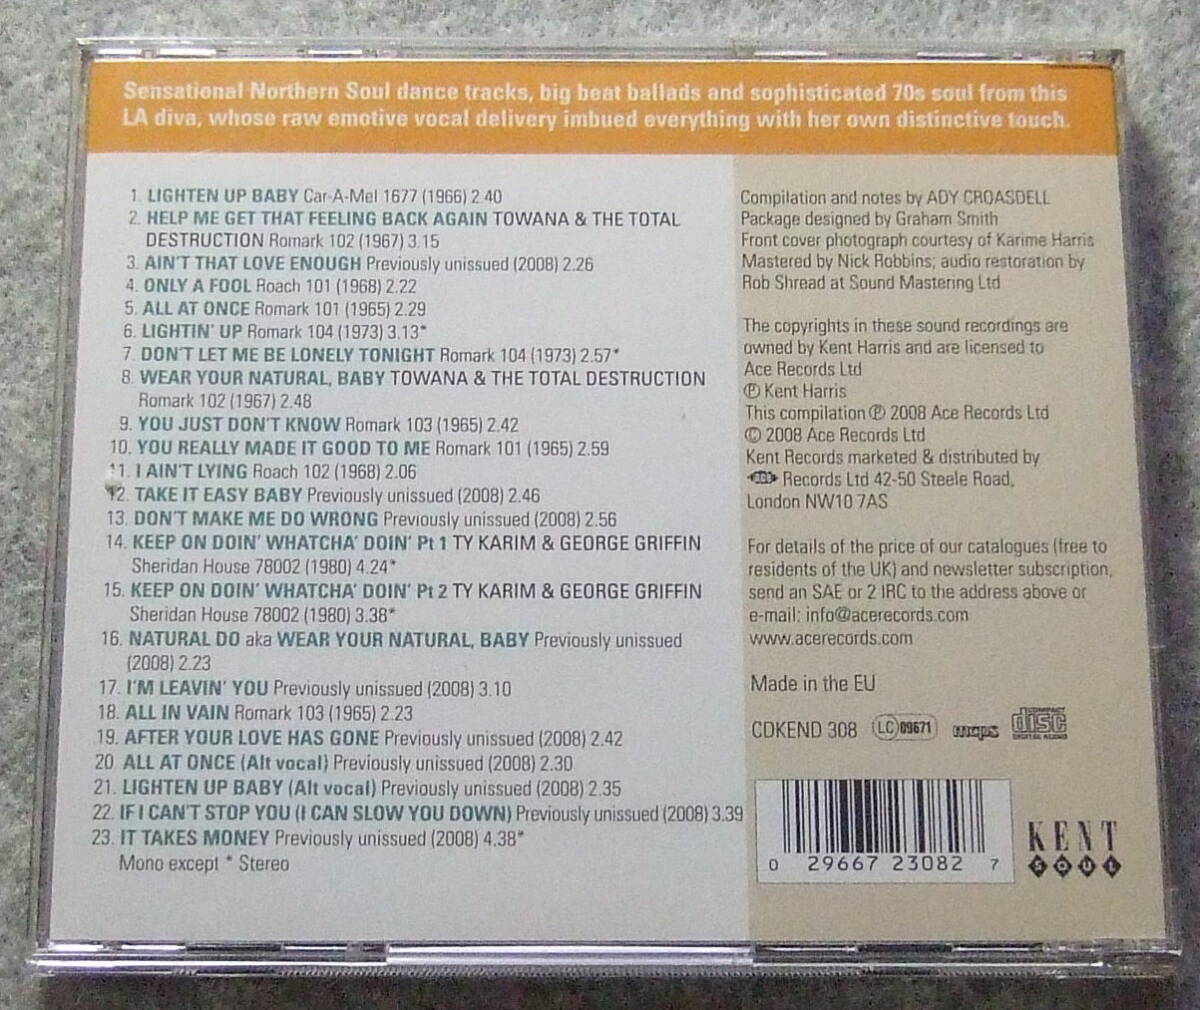 Sensational Northern Soul dance tracks, big beat ballads and sophisticated 70s soul from this
LA diva, whose raw emotive vocal delivery imbued everything with her own distinctive touch.
1. LIGHTEN UP BABY Car-A-Mel 1677 (1966) 2.40
2. HELP ME GET THAT FEELING BACK AGAIN TOWANA & THE TOTAL
DESTRUCTION Romark 102 (1967) 3.15
3. AIN'T THAT LOVE ENOUGH Previously unissued (2008) 2.26
4. ONLY A FOOL Roach 101 (1968) 2.22
5. ALL AT ONCE Romark 101 (1965) 2.29
6. LIGHTIN' UP Romark 104 (1973) 3.13*
7. DON'T LET ME BE LONELY TONIGHT Romark 104 (1973) 2.57*
8. WEAR YOUR NATURAL, BABY TOWANA & THE TOTAL DESTRUCTION
Romark 102 (1967) 2.48
9. YOU JUST DON'T KNOW Romark 103 (1965) 2.42
10. YOU REALLY MADE IT GOOD TO ME Romark 101 (1965) 2.59
11. I AIN'T LYING Roach 102 (1968) 2.06
12. TAKE IT EASY BABY Previously unissued (2008) 2.46
13. DON'T MAKE ME DO WRONG Previously unissued (2008) 2.56
14. KEEP ON DOIN' WHATCHA' DOIN' Pt 1 TY KARIM & GEORGE GRIFFIN
Sheridan House 78002 (1980) 4.24*
15. KEEP ON DOIN' WHATCHA' DOIN' Pt 2 TY KARIM & GEORGE GRIFFIN
Sheridan House 78002 (1980) 3.38*
16. NATURAL DO aka WEAR YOUR NATURAL, BABY Previously unissued
(2008) 2.23
17. I'M LEAVIN' YOU Previously unissued (2008) 3.10
18. ALL IN VAIN Romark 103 (1965) 2.23
19. AFTER YOUR LOVE HAS GONE Previously unissued (2008) 2.42
20. ALL AT ONCE (Alt vocal) Previously unissued (2008) 2.30
21. LIGHTEN UP BABY (Alt vocal) Previously unissued (2008) 2.35
22. IF I CAN'T STOP YOU (I CAN SLOW YOU DOWN) Previously unissued (2008) 3.39
23. IT TAKES MONEY Previously unissued (2008) 4.38*
Mono except * Stereo
Compilation and notes by ADY CROASDELL
Package designed by Graham Smith
Front cover photograph courtesy of Karime Harris
Mastered by Nick Robbins; audio restoration by
Rob Shread at Sound Mastering Ltd
The copyrights in these sound recordings are
owned by Kent Harris and are licensed to
Ace Records Ltd
℗ Kent Harris
This compilation ℗ 2008 Ace Records Ltd
© 2008 Ace Records Ltd
Kent Records marketed & distributed by
ace Records Ltd 42-50 Steele Road,
London NW10 7AS
For details of the price of our catalogues (free to
residents of the UK) and newsletter subscription,
send an SAE or 2 IRC to the address above or
e-mail: info@acerecords.com
www.acerecords.com
Made in the EU
CDKEND 308 LC 09671 mcps COMPACT disc DIGITAL AUDIO
0 29667 23082 7
KENT
SOUL